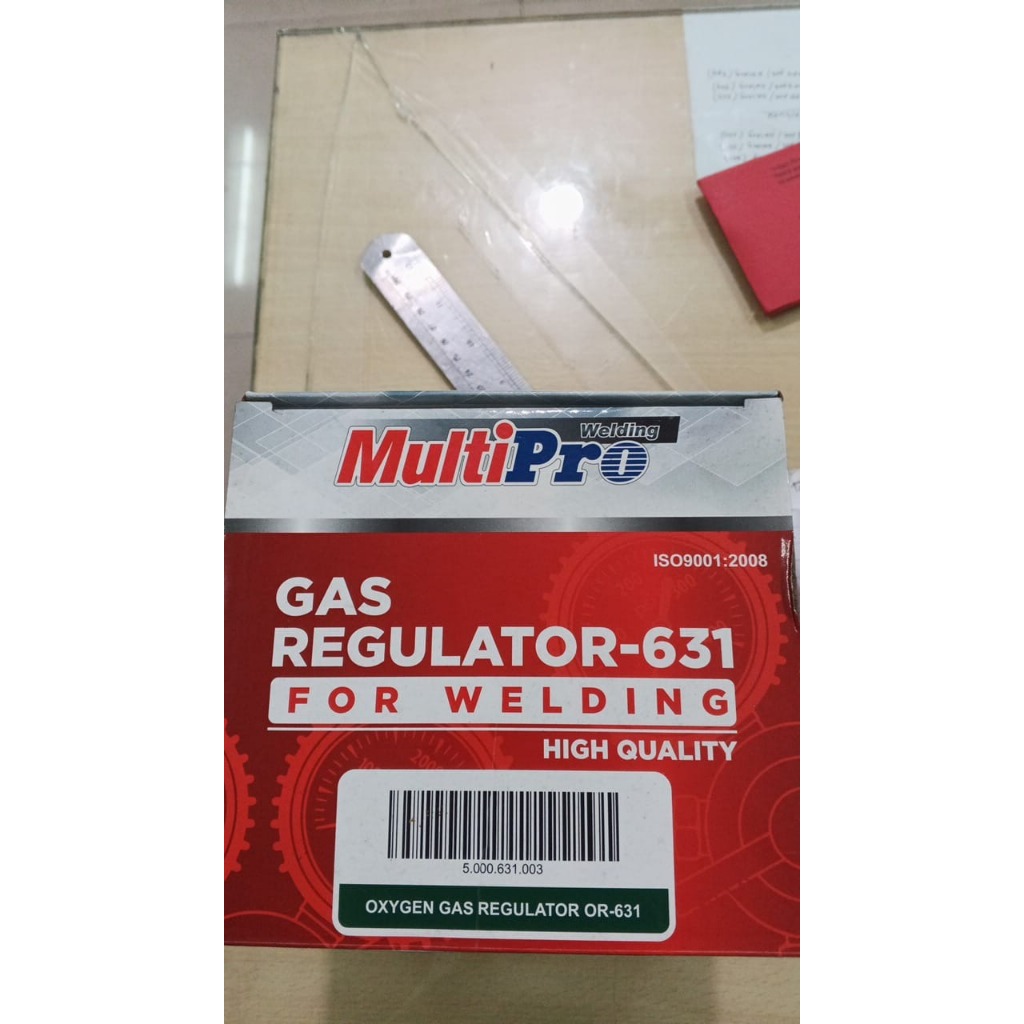 Welding
MultiPro
ISO9001:2008
GAS
REGULATOR-631
FOR WELDING
HIGH QUALITY
5.000.631.003
OXYGEN GAS REGULATOR OR-631